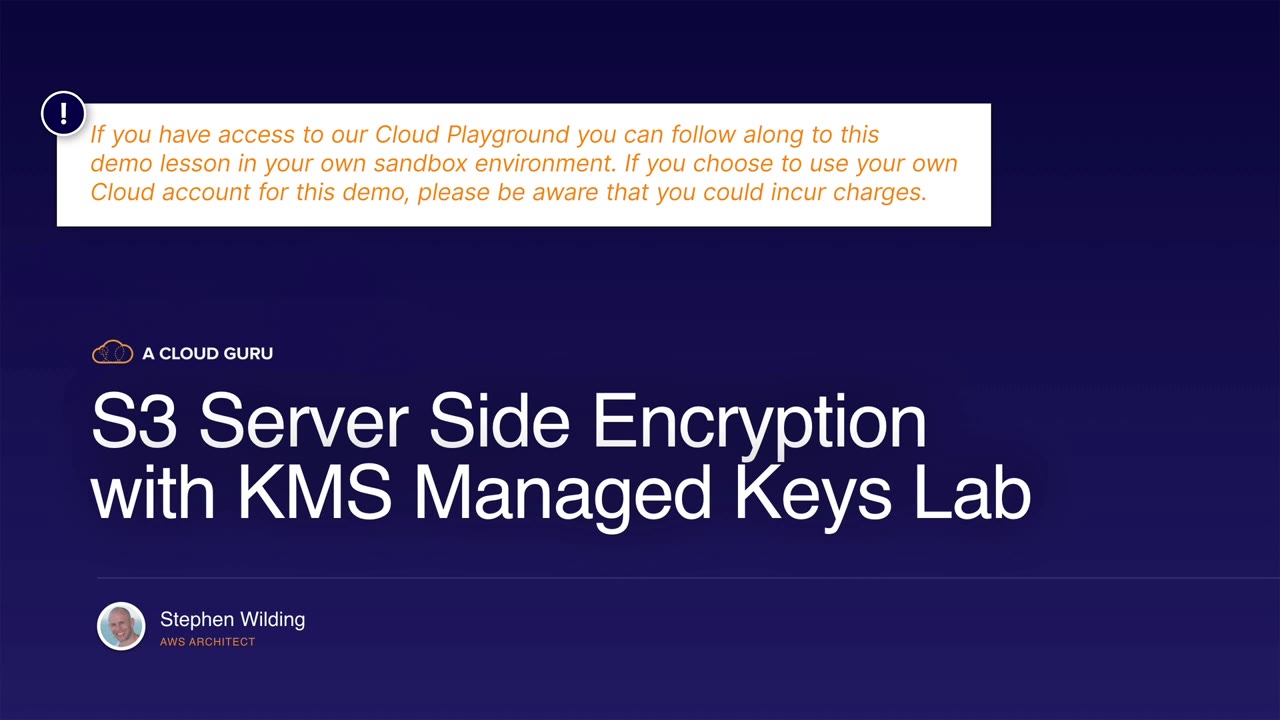 !
If you have access to our Cloud Playground you can follow along to this
demo lesson in your own sandbox environment. If you choose to use your own
Cloud account for this demo, please be aware that you could incur charges.
A CLOUD GURU
S3 Server Side Encryption
with KMS Managed Keys Lab
Stephen Wilding
AWS ARCHITECT